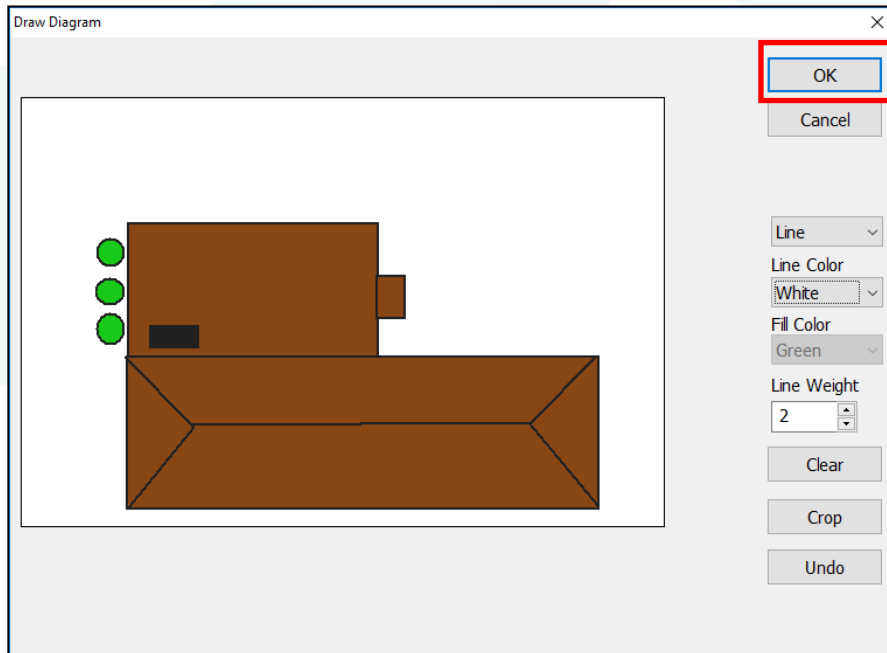 Draw Diagram
OK
Cancel
Line
Line Color
White
Fill Color
Green
Line Weight
2
Clear
Crop
Undo